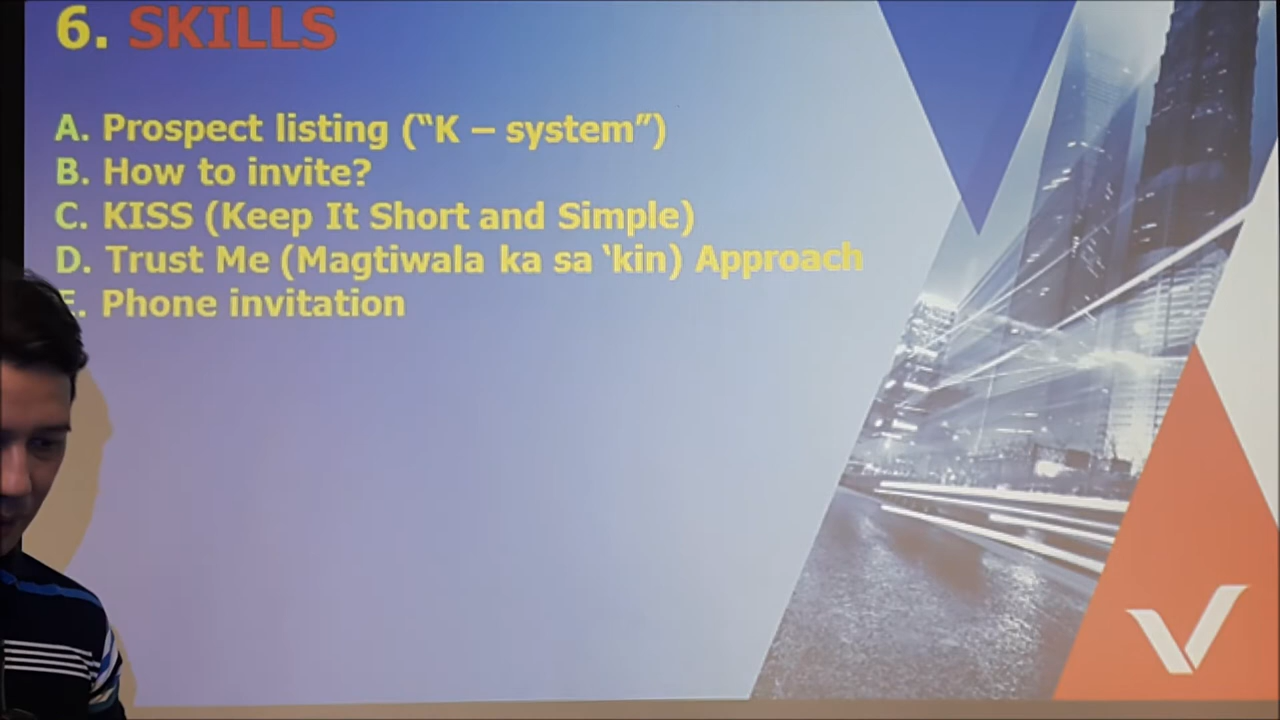 6. SKILLS
A. Prospect listing (“K – system”)
B. How to invite?
C. KISS (Keep It Short and Simple)
D. Trust Me (Magtiwala ka sa ‘kin) Approach
E. Phone invitation